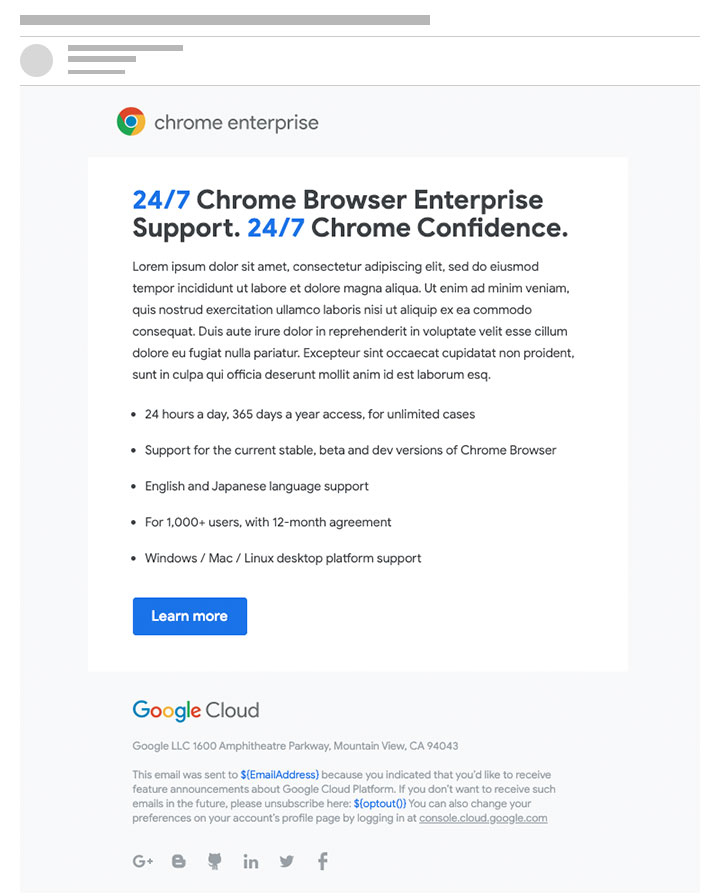 chrome enterprise
24/7 Chrome Browser Enterprise
Support. 24/7 Chrome Confidence.
Lorem ipsum dolor sit amet, consectetur adipiscing elit, sed do eiusmod
tempor incididunt ut labore et dolore magna aliqua. Ut enim ad minim veniam,
quis nostrud exercitation ullamco laboris nisi ut aliquip ex ea commodo
consequat. Duis aute irure dolor in reprehenderit in voluptate velit esse cillum
dolore eu fugiat nulla pariatur. Excepteur sint occaecat cupidatat non proident,
sunt in culpa qui officia deserunt mollit anim id est laborum esq.
• 24 hours a day, 365 days a year access, for unlimited cases
• Support for the current stable, beta and dev versions of Chrome Browser
• English and Japanese language support
• For 1,000+ users, with 12-month agreement
• Windows / Mac / Linux desktop platform support
Learn more
Google Cloud
Google LLC 1600 Amphitheatre Parkway, Mountain View, CA 94043
This email was sent to ${EmailAddress} because you indicated that you'd like to receive
feature announcements about Google Cloud Platform. If you don't want to receive such
emails in the future, please unsubscribe here: ${optout()} You can also change your
preferences on your account's profile page by logging in at console.cloud.google.com
G+ B in f